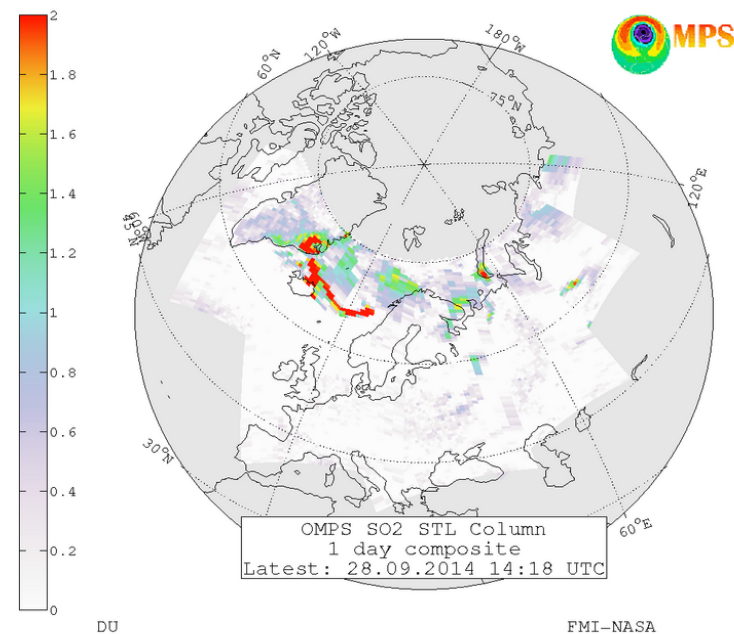 2
1.8
1.6
1.4
1.2
1
0.8
0.6
0.4
0.2
0
DU
60°N
120°W
180°W
75°N
120°E
45°N
30°N
60°E
MPS
OMPS SO2 STL Column
1 day composite
Latest: 28.09.2014 14:18 UTC
FMI-NASA